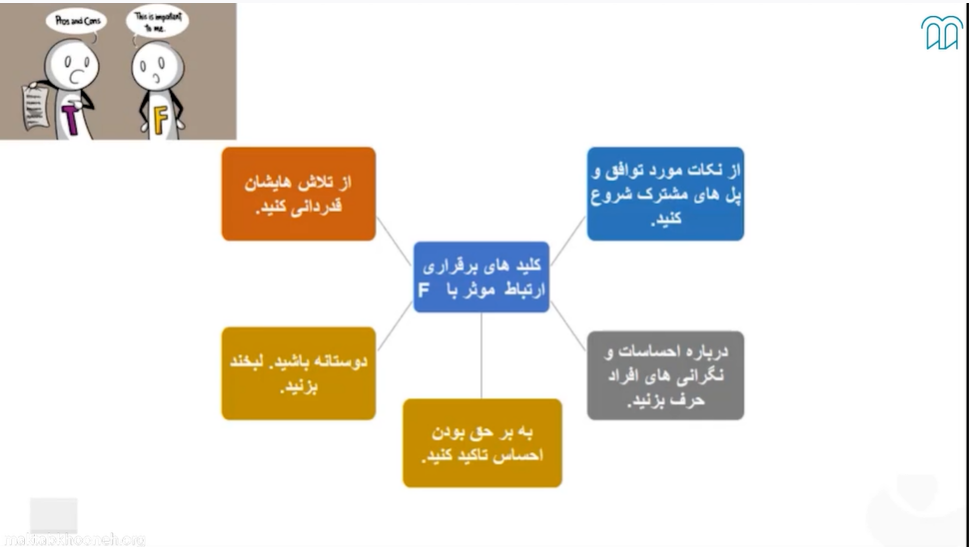 Pros and Cons
This is important
to me.
T
F
از نکات مورد توافق و
پل های مشترک شروع
کنید.
از تلاش هایشان
قدردانی کنید.
کلید های برقراری
ارتباط موثر با F
درباره احساسات و
نگرانی های افراد
حرف بزنید.
دوستانه باشید. لبخند
بزنید.
به بر حق بودن
احساس تاکید کنید.
maktabkhooneh.org